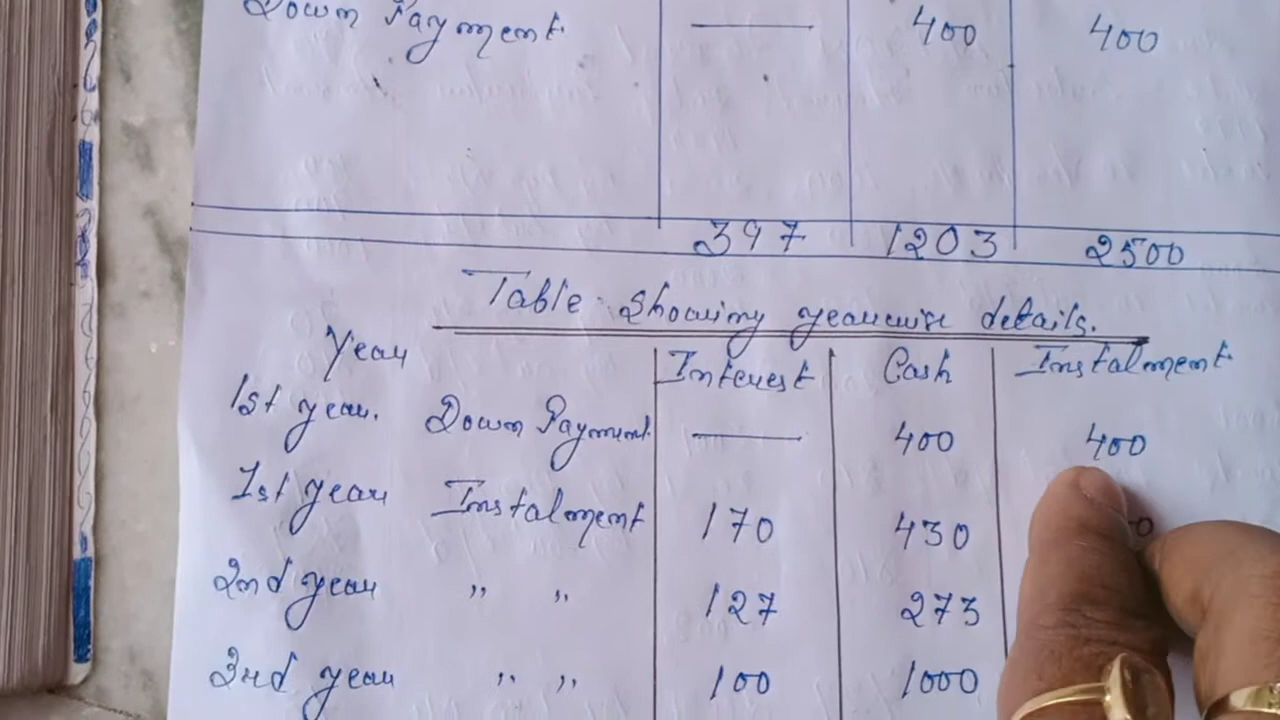 Down Payment — 400 400
397 1203 2500
Table Showing yearwise details.
Year Interest Cash Instalment
1st year. Down Payment — 400 400
1st year Instalment 170 430
2nd year " " 127 273
3rd year " " 100 1000